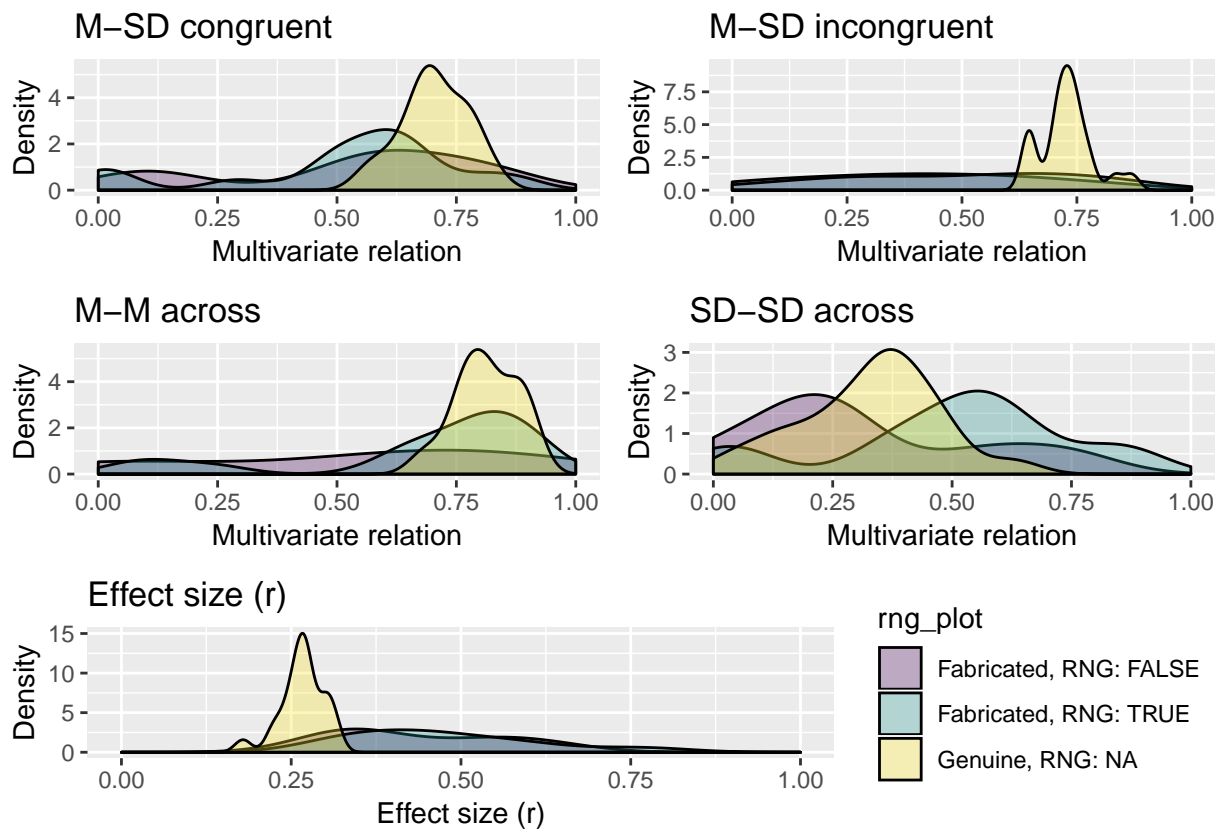 M−SD congruent
Density
4
2
0
0.00 0.25 0.50 0.75 1.00
Multivariate relation
M−SD incongruent
Density
7.5
5.0
2.5
0.0
0.00 0.25 0.50 0.75 1.00
Multivariate relation
M−M across
Density
4
2
0
0.00 0.25 0.50 0.75 1.00
Multivariate relation
SD−SD across
Density
3
2
1
0
0.00 0.25 0.50 0.75 1.00
Multivariate relation
Effect size (r)
Density
15
10
5
0
0.00 0.25 0.50 0.75 1.00
Effect size (r)
rng_plot
Fabricated, RNG: FALSE
Fabricated, RNG: TRUE
Genuine, RNG: NA